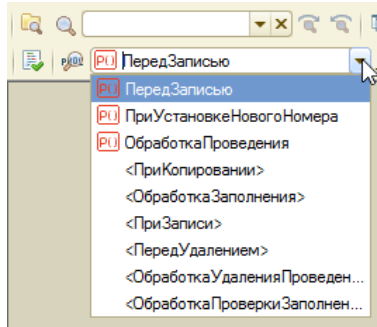 P() ПередЗаписью
P() ПередЗаписью
P() ПриУстановкеНовогоНомера
P() ОбработкаПроведения
<ПриКопировании>
<ОбработкаЗаполнения>
<ПриЗаписи>
<ПередУдалением>
<ОбработкаУдаленияПроведен...
<ОбработкаПроверкиЗаполнен...